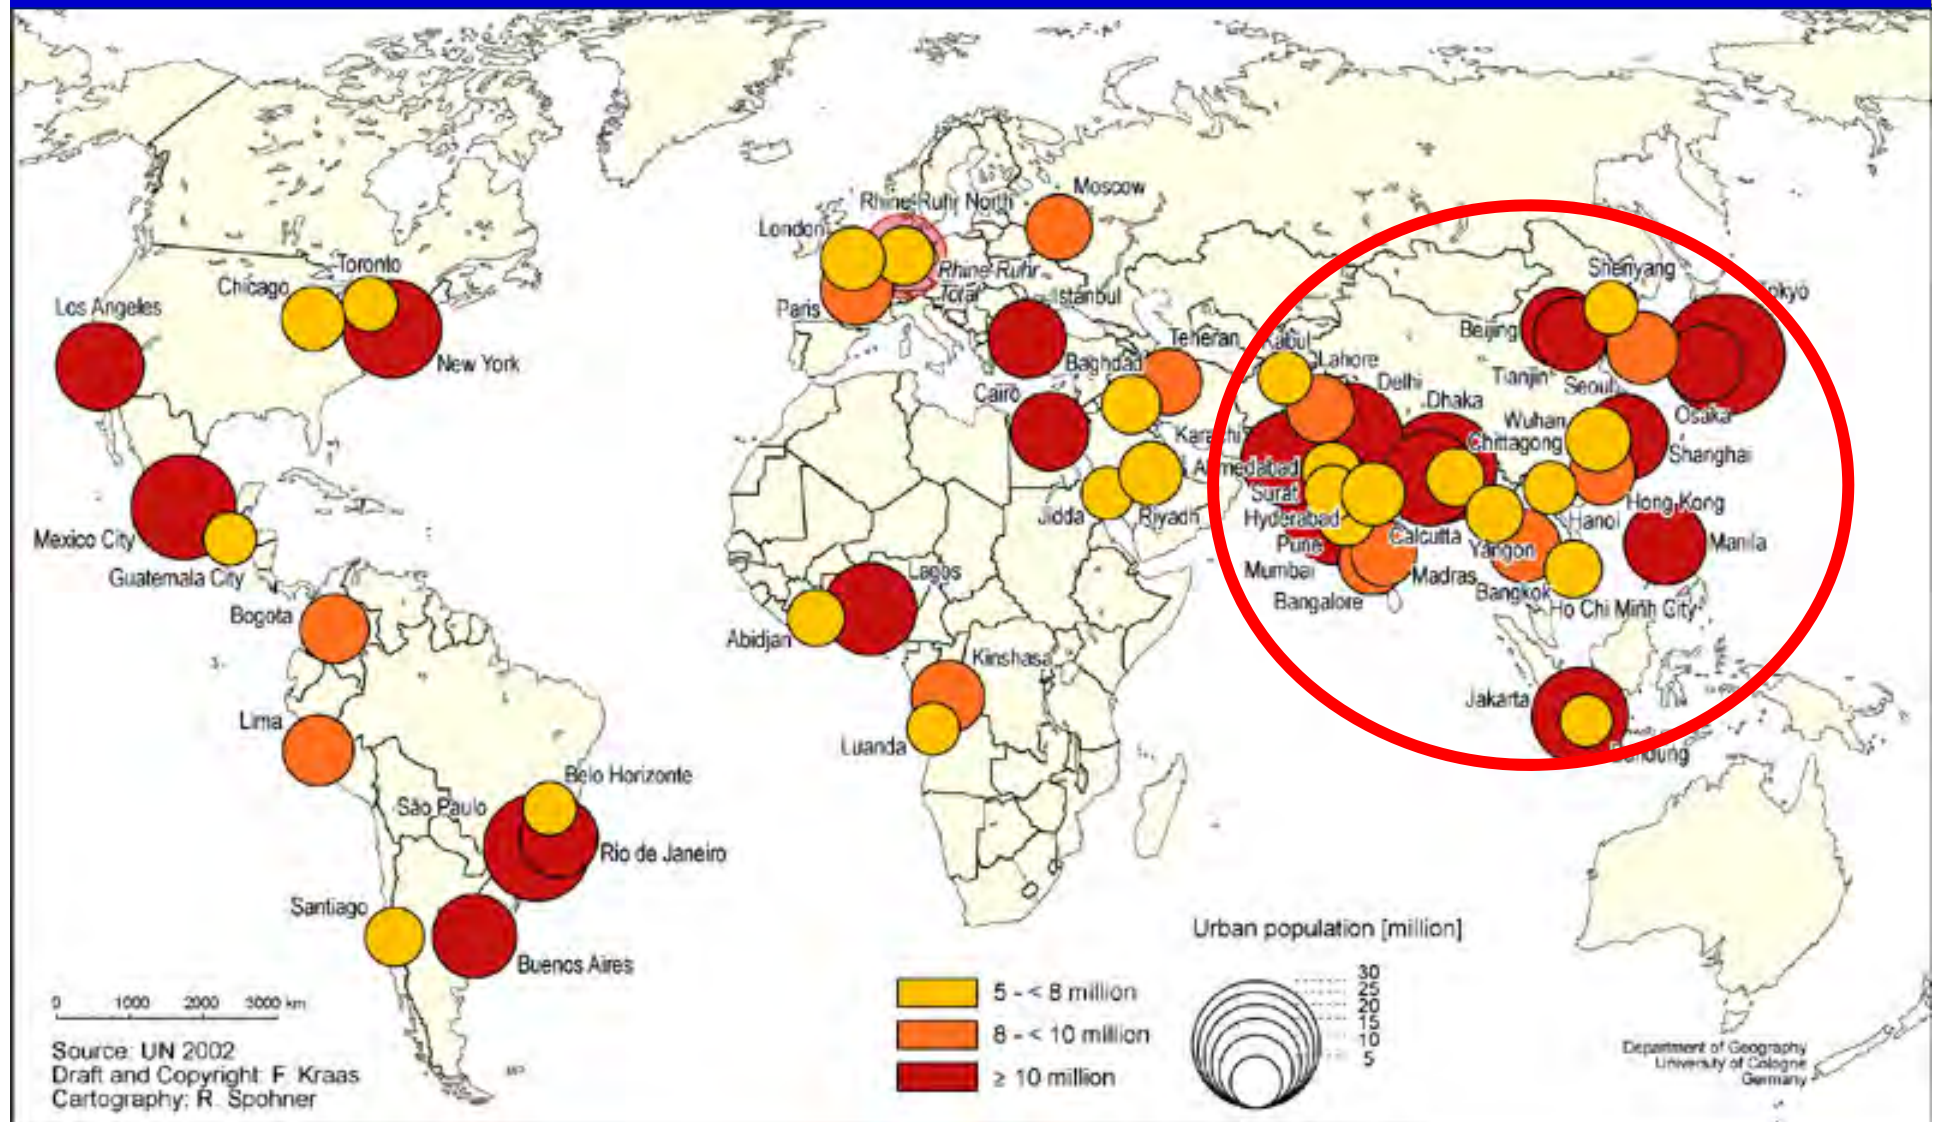 Moscow
Rhine-Ruhr North
London
Rhine-Ruhr
Total
Paris
Istanbul
Toronto
Chicago
Los Angeles
New York
Shenyang
Tokyo
Beijing
Teheran
Kabul
Lahore
Baghdad
Delhi
Tianjin
Seoul
Cairo
Dhaka
Osaka
Wuhan
Karachi
Chittagong
Shanghai
Ahmedabad
Surat
Hong Kong
Jidda
Riyadh
Hyderabad
Hanoi
Mexico City
Pune
Calcutta
Yangon
Manila
Guatemala City
Lagos
Mumbai
Madras
Bangkok
Bangalore
Ho Chi Minh City
Bogota
Abidjan
Kinshasa
Jakarta
Lima
Luanda
Bandung
Belo Horizonte
São Paulo
Rio de Janeiro
Santiago
Buenos Aires
Urban population [million]
30
25
20
15
10
5
5 - < 8 million
8 - < 10 million
≥ 10 million
0 1000 2000 3000 km
Source: UN 2002
Draft and Copyright: F. Kraas
Cartography: R. Spohner
Department of Geography
University of Cologne
Germany